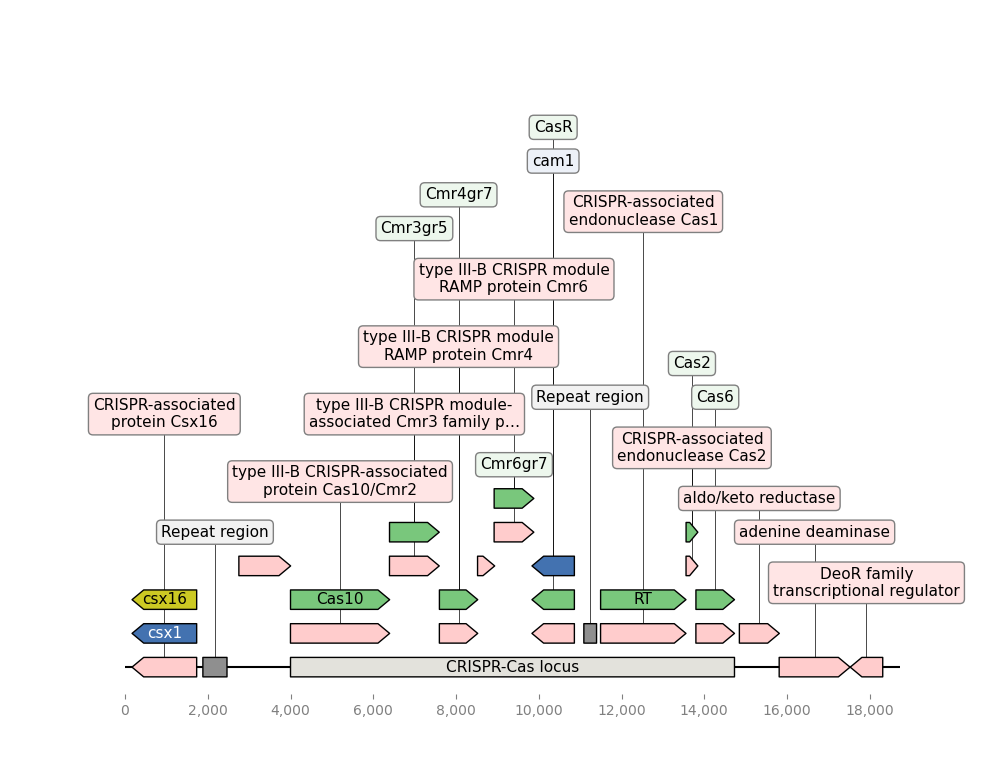 CasR
cam1
Cmr4gr7
CRISPR-associated
endonuclease Cas1
Cmr3gr5
type III-B CRISPR module
RAMP protein Cmr6
type III-B CRISPR module
RAMP protein Cmr4
Cas2
Repeat region
Cas6
CRISPR-associated
protein Csx16
type III-B CRISPR module-
associated Cmr3 family p...
CRISPR-associated
endonuclease Cas2
Cmr6gr7
type III-B CRISPR-associated
protein Cas10/Cmr2
aldo/keto reductase
Repeat region
adenine deaminase
DeoR family
transcriptional regulator
csx16
Cas10
RT
csx1
CRISPR-Cas locus
0 2,000 4,000 6,000 8,000 10,000 12,000 14,000 16,000 18,000